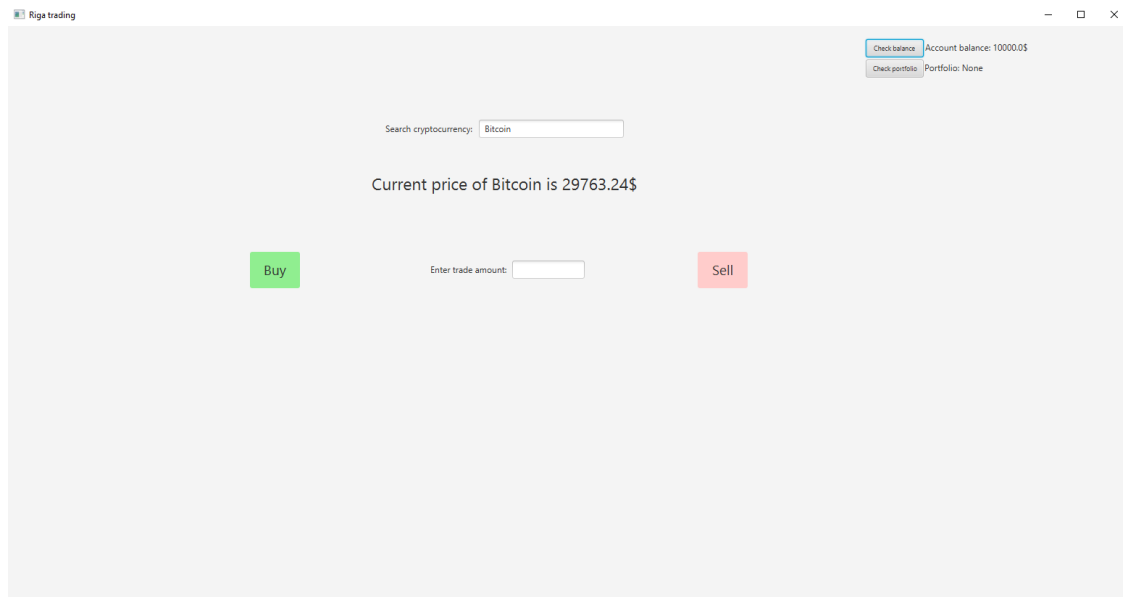 Riga trading
Check balance Account balance: 10000.0$
Check portfolio Portfolio: None
Search cryptocurrency: Bitcoin
Current price of Bitcoin is 29763.24$
Buy Enter trade amount: Sell